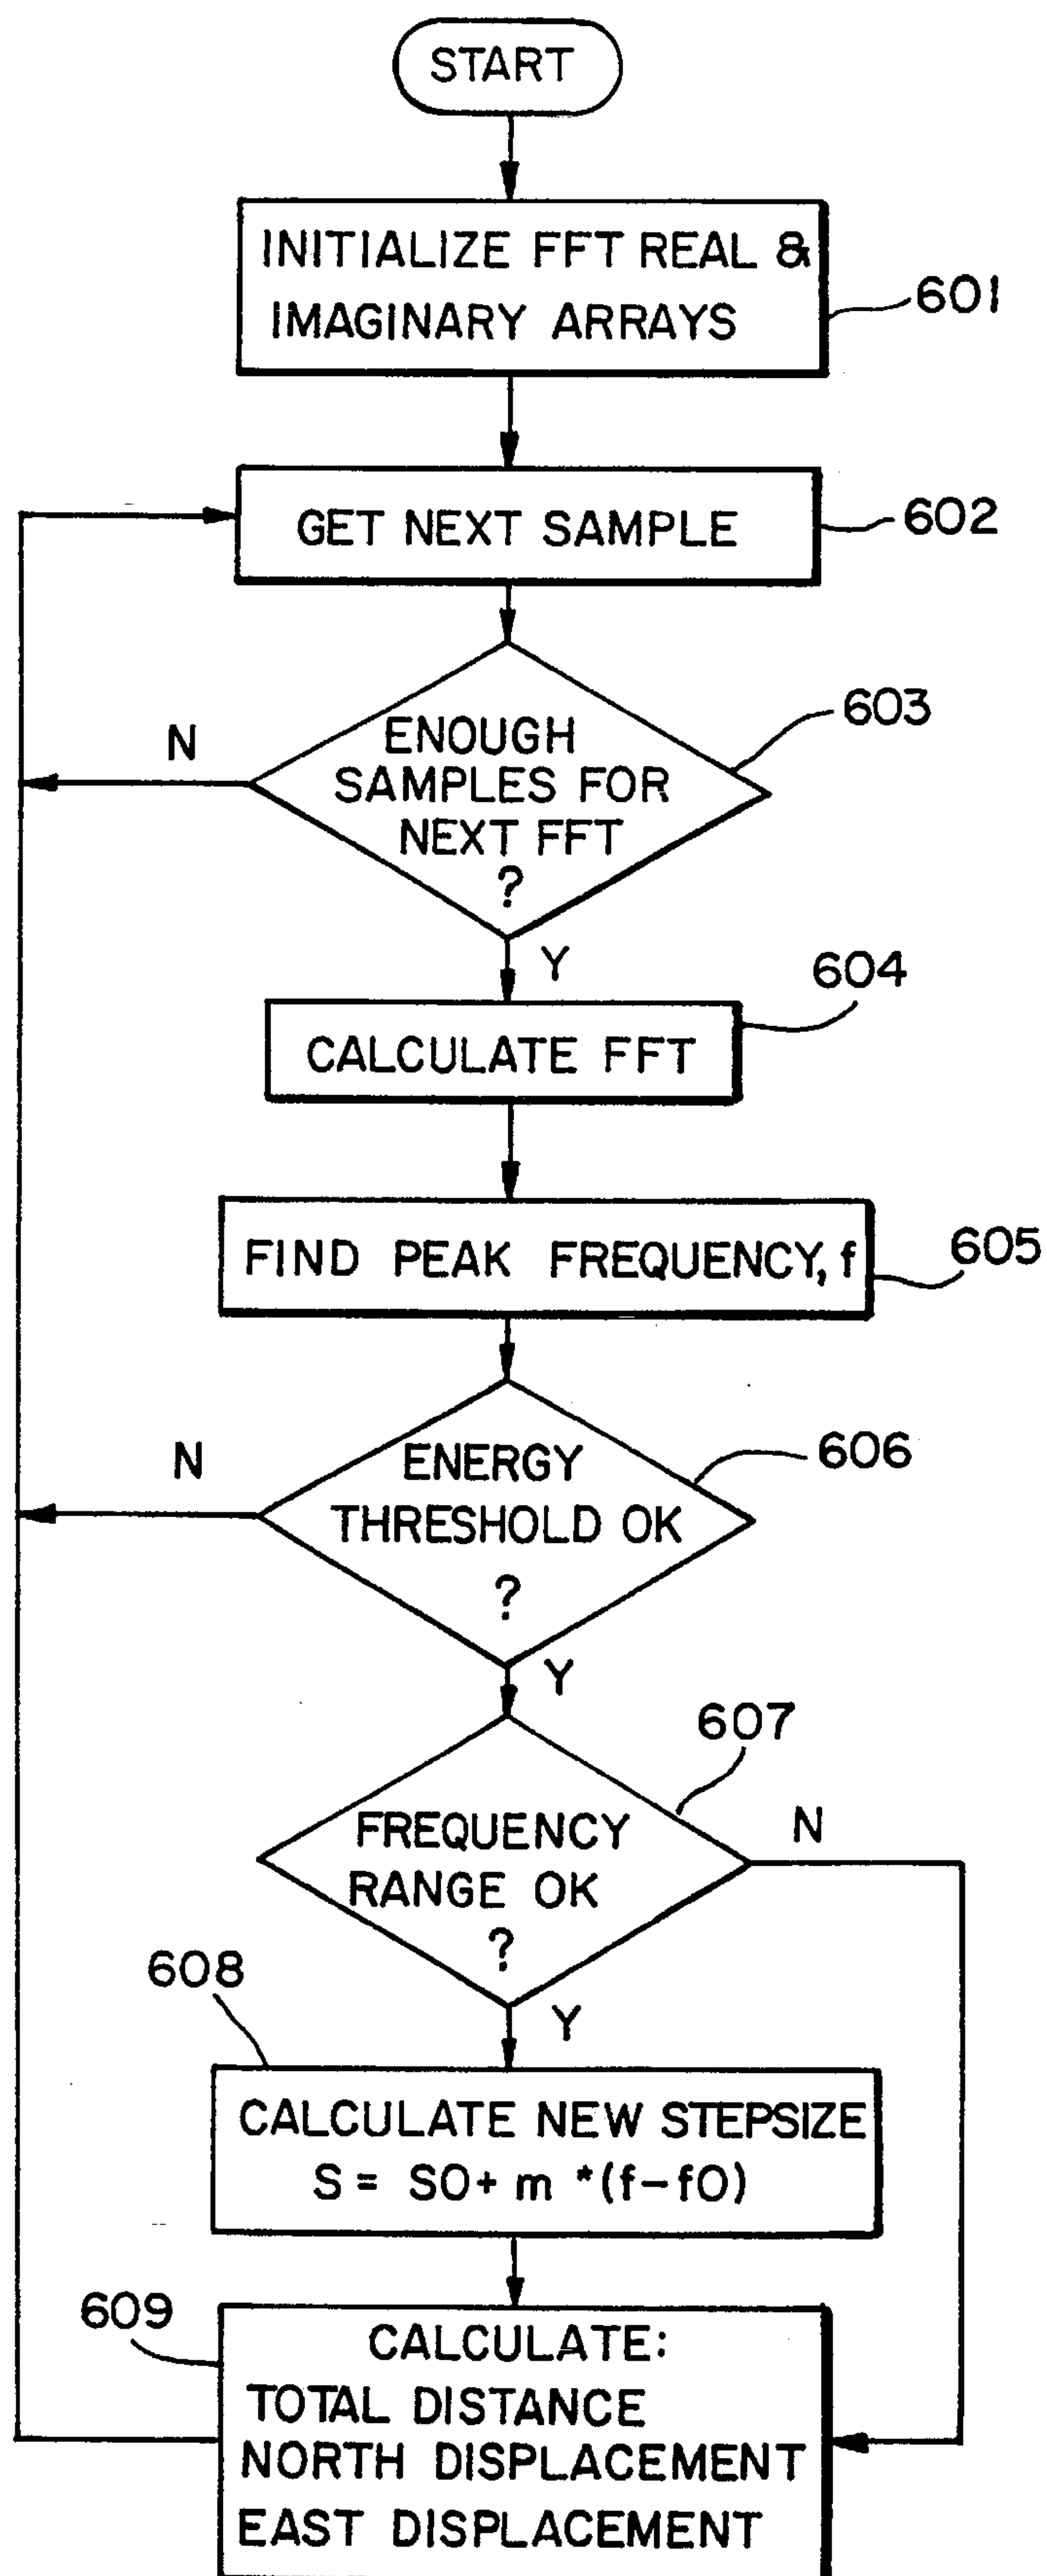 START
INITIALIZE FFT REAL &
IMAGINARY ARRAYS
601
GET NEXT SAMPLE
602
603
N
ENOUGH
SAMPLES FOR
NEXT FFT
?
Y
604
CALCULATE FFT
FIND PEAK FREQUENCY, f
605
N
ENERGY
THRESHOLD OK
?
606
Y
607
FREQUENCY
RANGE OK
?
N
608
Y
CALCULATE NEW STEPSIZE
S = SO+ m *(f-fO)
609
CALCULATE:
TOTAL DISTANCE
NORTH DISPLACEMENT
EAST DISPLACEMENT